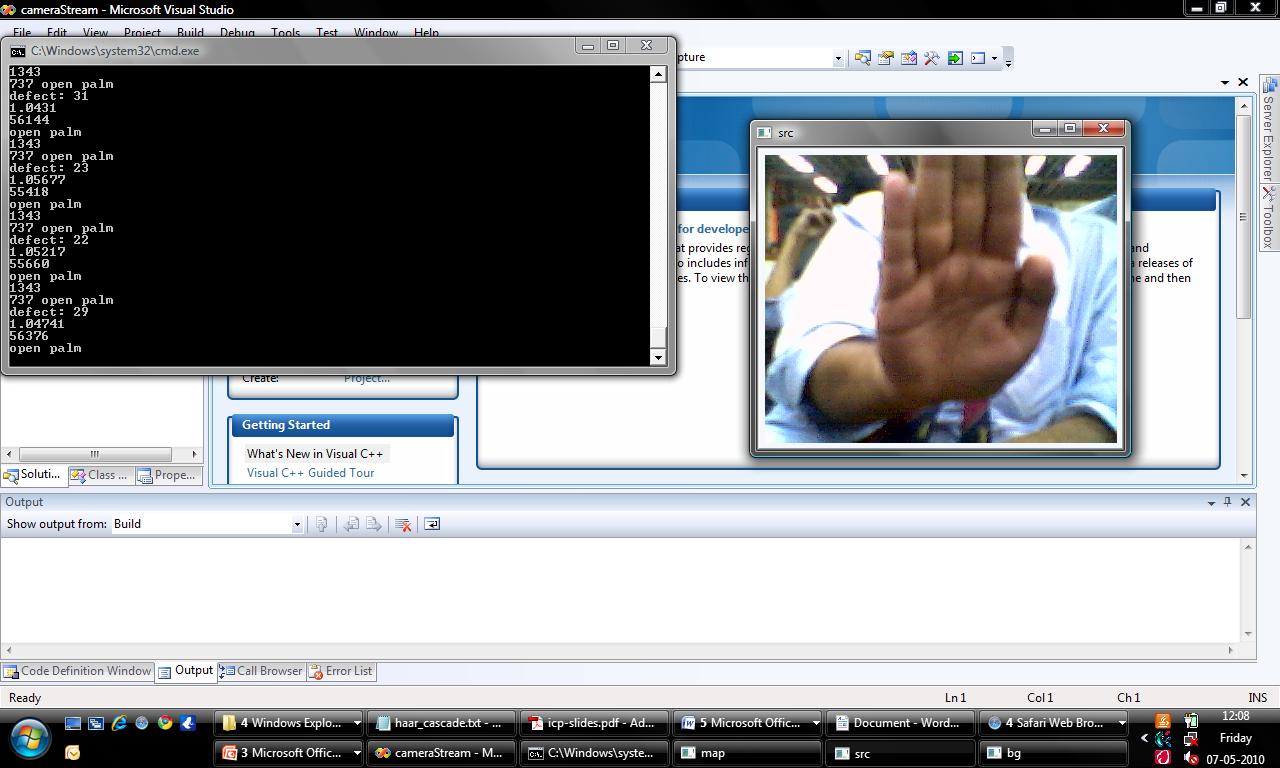 cameraStream - Microsoft Visual Studio
File Edit View Project Build Debug Tools Test Window Help
C:\Windows\system32\cmd.exe
pture
1343
737 open palm
defect: 31
1.0431
56144
open palm
1343
737 open palm
defect: 23
1.05677
55418
open palm
1343
737 open palm
defect: 22
1.05217
55660
open palm
1343
737 open palm
defect: 29
1.04741
56376
open palm
src
for develope
at provides re
and
o includes inf
a releases of
es. To view th
e and then
Server Explorer
Toolbox
Create: Project...
Getting Started
What's New in Visual C++
Visual C++ Guided Tour
Soluti... Class ... Prope...
Output
Show output from: Build
Code Definition Window Output Call Browser Error List
Ready Ln 1 Col 1 Ch 1 INS
4 Windows Explo... haar_cascade.txt - ... icp-slides.pdf - Ad... 5 Microsoft Offic... Document - Word... 4 Safari Web Bro... 12:08
Friday
3 Microsoft Offic... cameraStream - M... C:\Windows\syste... map src bg 07-05-2010